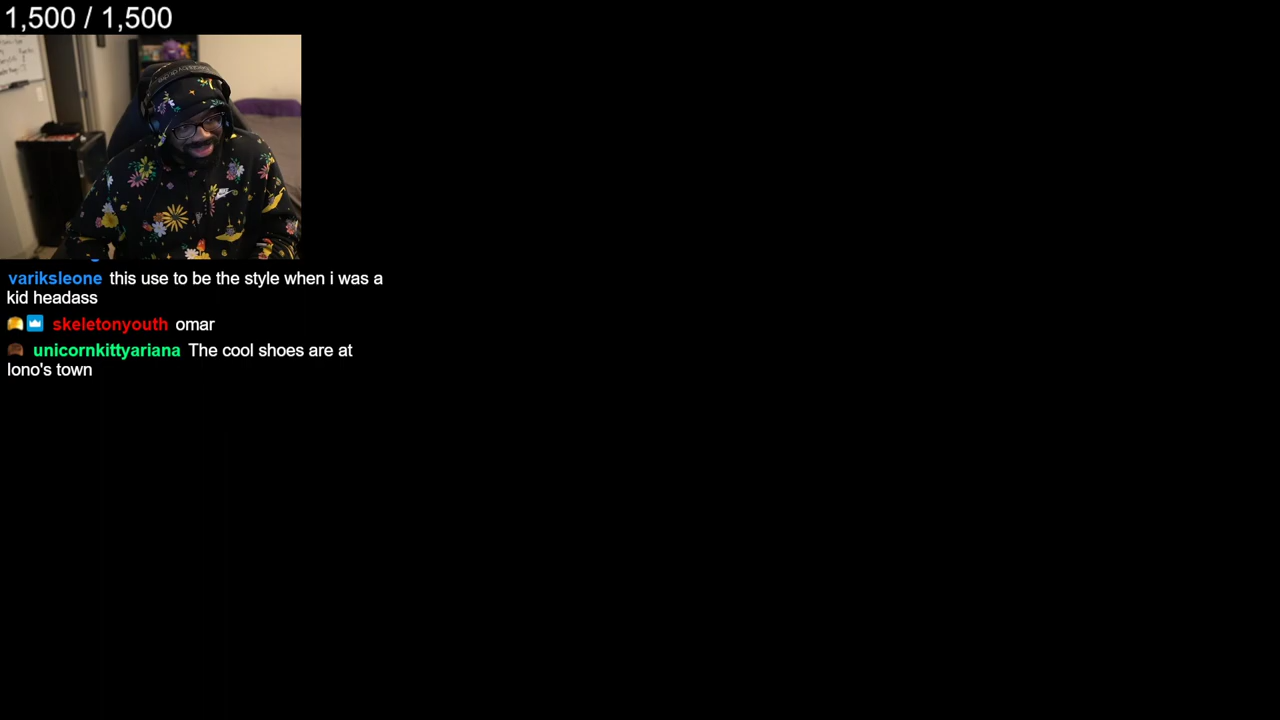 1,500 / 1,500
variksleone this use to be the style when i was a
kid headass
skeletonyouth omar
unicornkittyariana The cool shoes are at
Iono's town